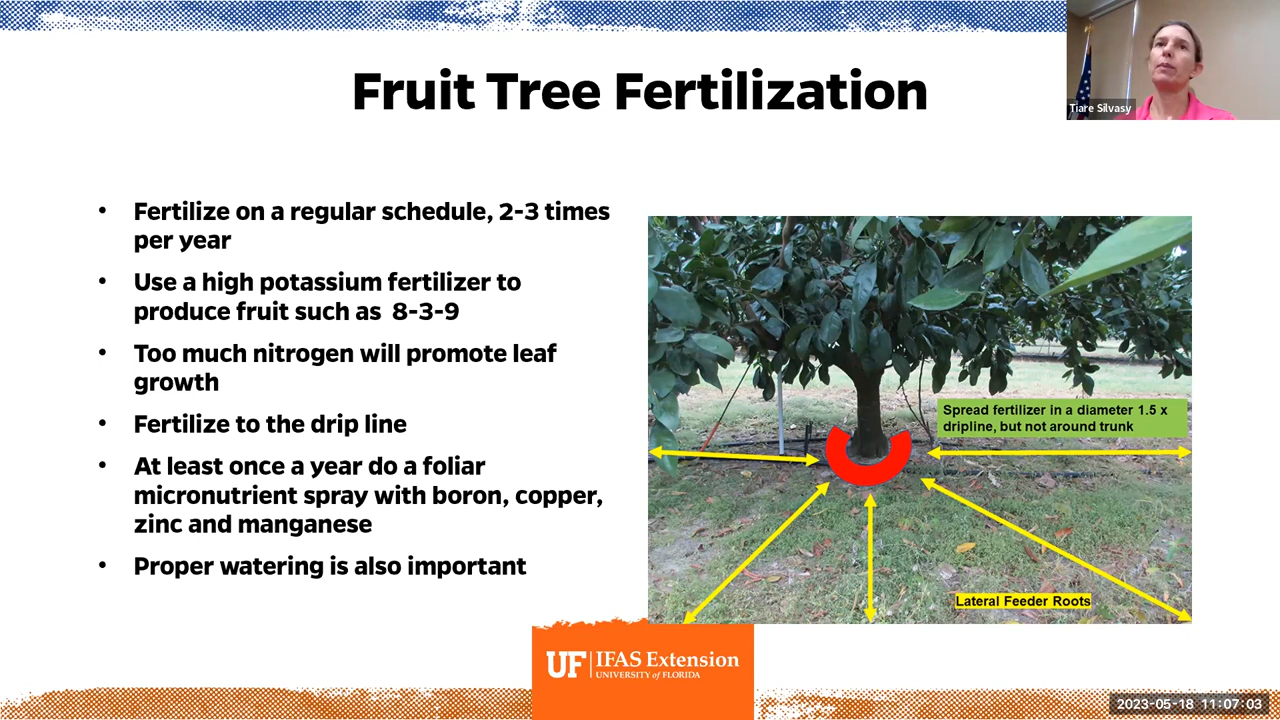 Fruit Tree Fertilization
Tiare Silvasy
• Fertilize on a regular schedule, 2-3 times
per year
• Use a high potassium fertilizer to
produce fruit such as 8-3-9
• Too much nitrogen will promote leaf
growth
• Fertilize to the drip line
• At least once a year do a foliar
micronutrient spray with boron, copper,
zinc and manganese
• Proper watering is also important
Spread fertilizer in a diameter 1.5 x
dripline, but not around trunk
Lateral Feeder Roots
UF IFAS Extension
UNIVERSITY of FLORIDA
2023-05-18 11:07:03